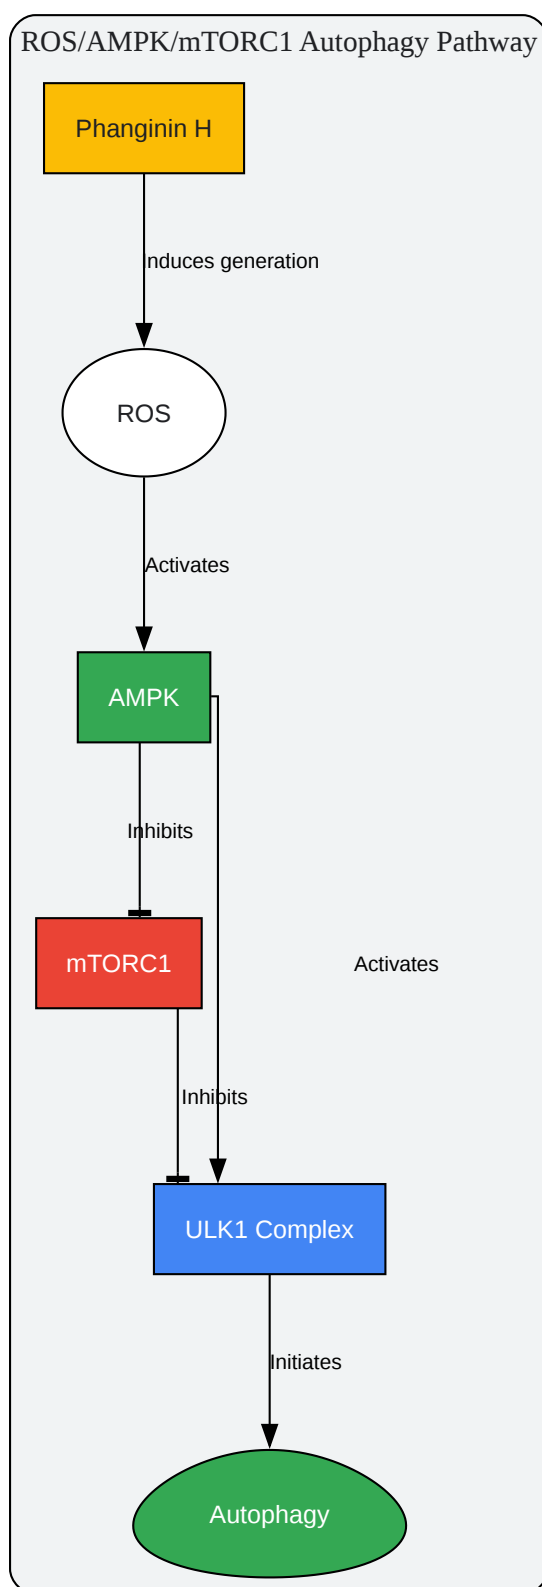 ROS/AMPK/mTORC1 Autophagy Pathway
Phanginin H
Induces generation
ROS
Activates
AMPK
Inhibits
mTORC1
Activates
Inhibits
ULK1 Complex
Initiates
Autophagy